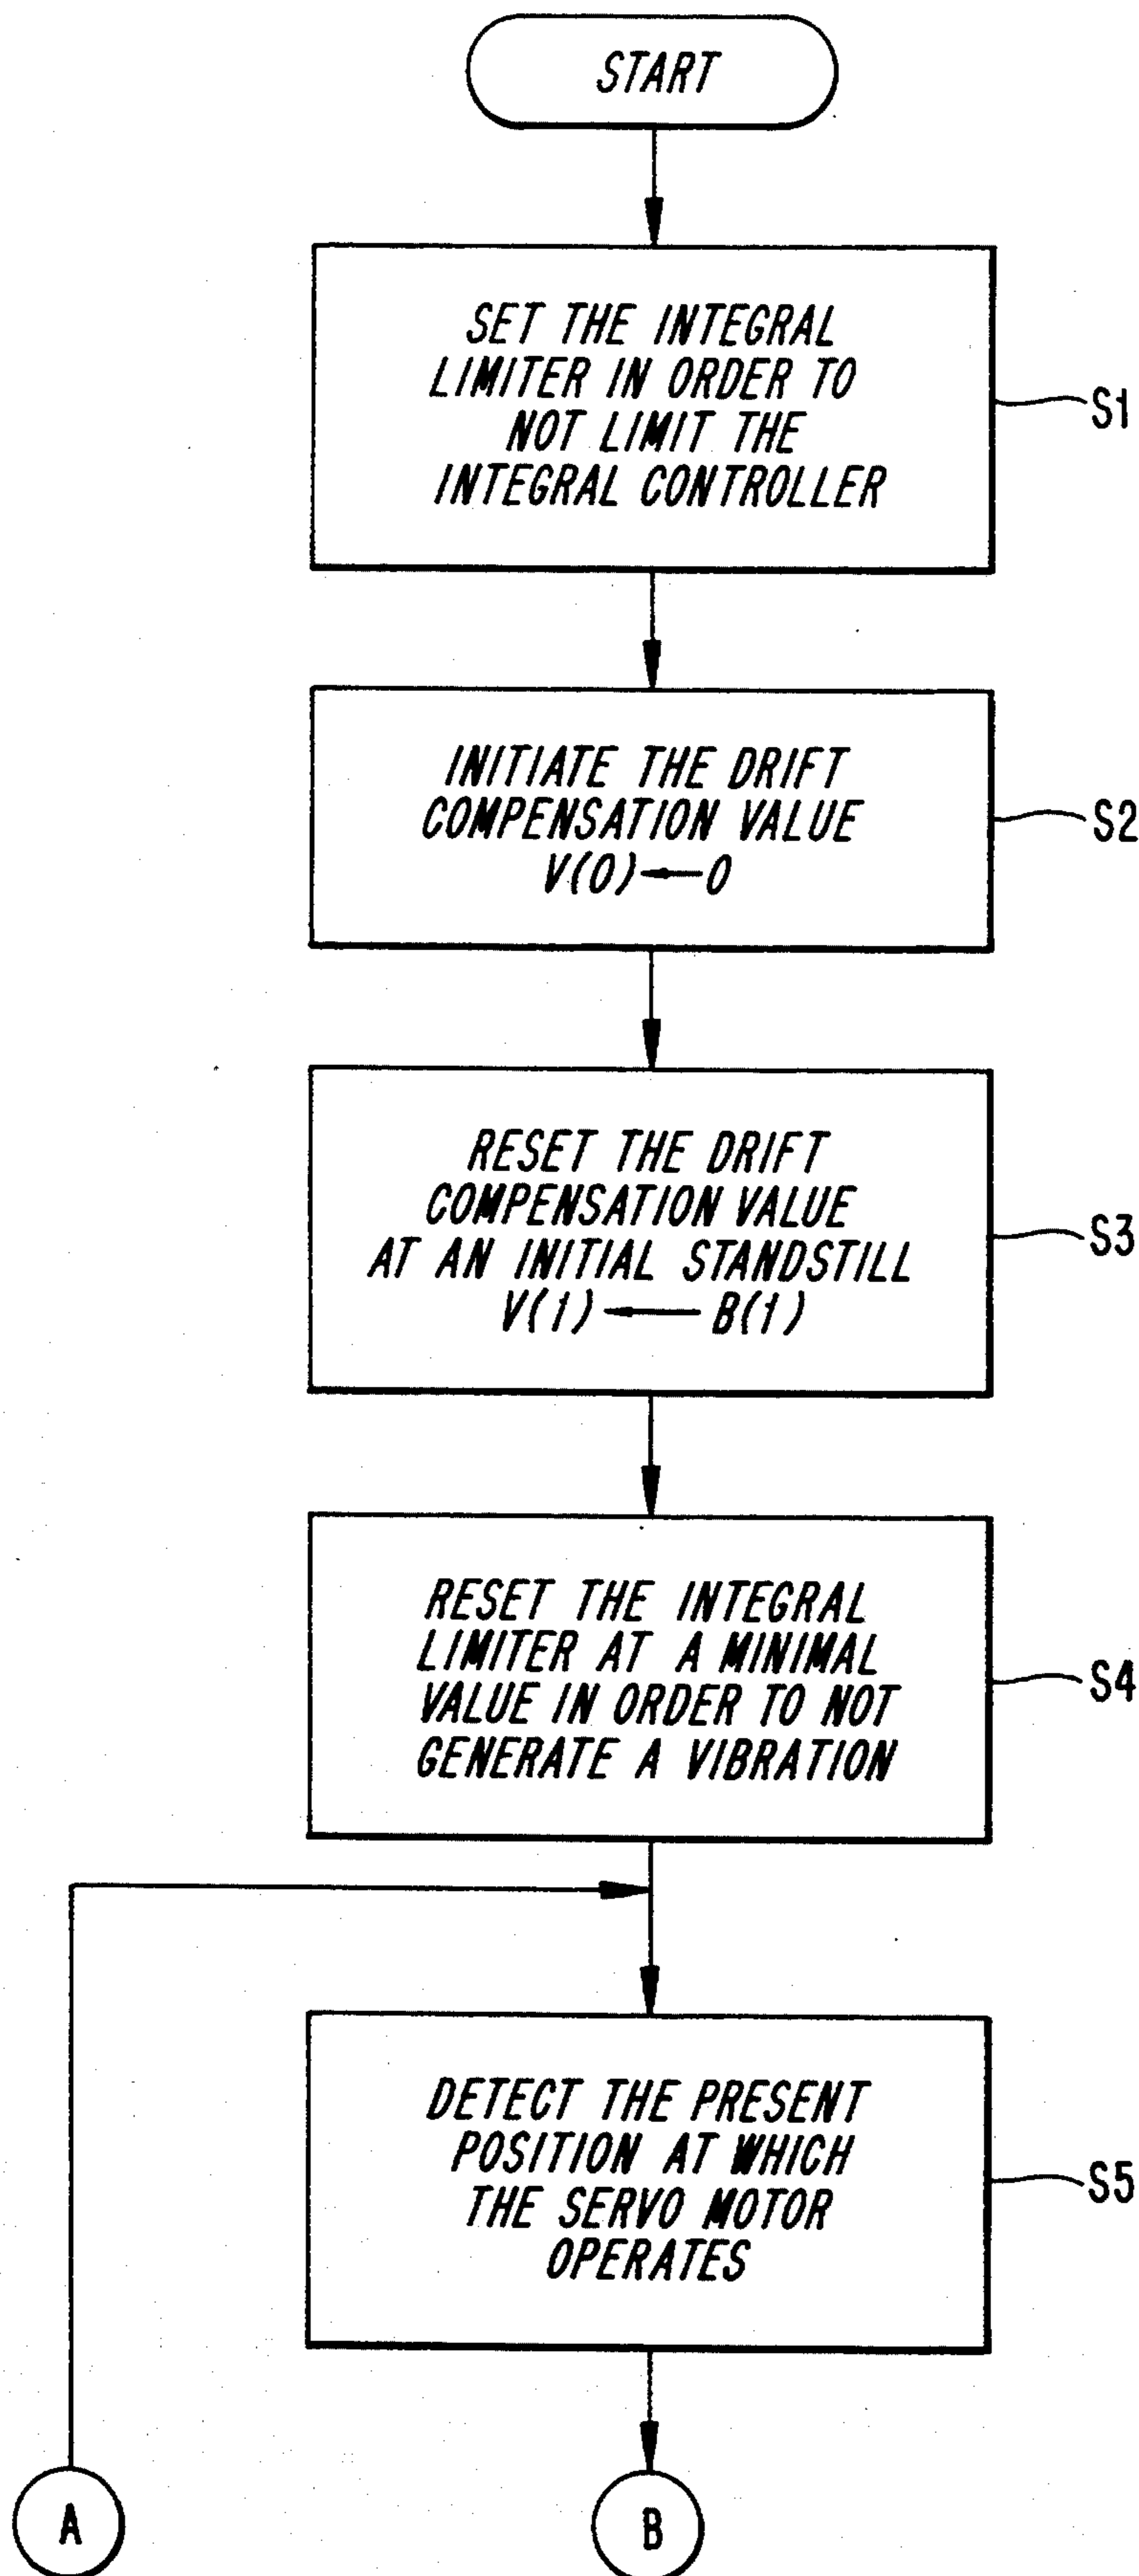 START
SET THE INTEGRAL
LIMITER IN ORDER TO
NOT LIMIT THE
INTEGRAL CONTROLLER
S1
INITIATE THE DRIFT
COMPENSATION VALUE
V(0)←0
S2
RESET THE DRIFT
COMPENSATION VALUE
AT AN INITIAL STANDSTILL
V(1)←B(1)
S3
RESET THE INTEGRAL
LIMITER AT A MINIMAL
VALUE IN ORDER TO NOT
GENERATE A VIBRATION
S4
DETECT THE PRESENT
POSITION AT WHICH
THE SERVO MOTOR
OPERATES
S5
A
B